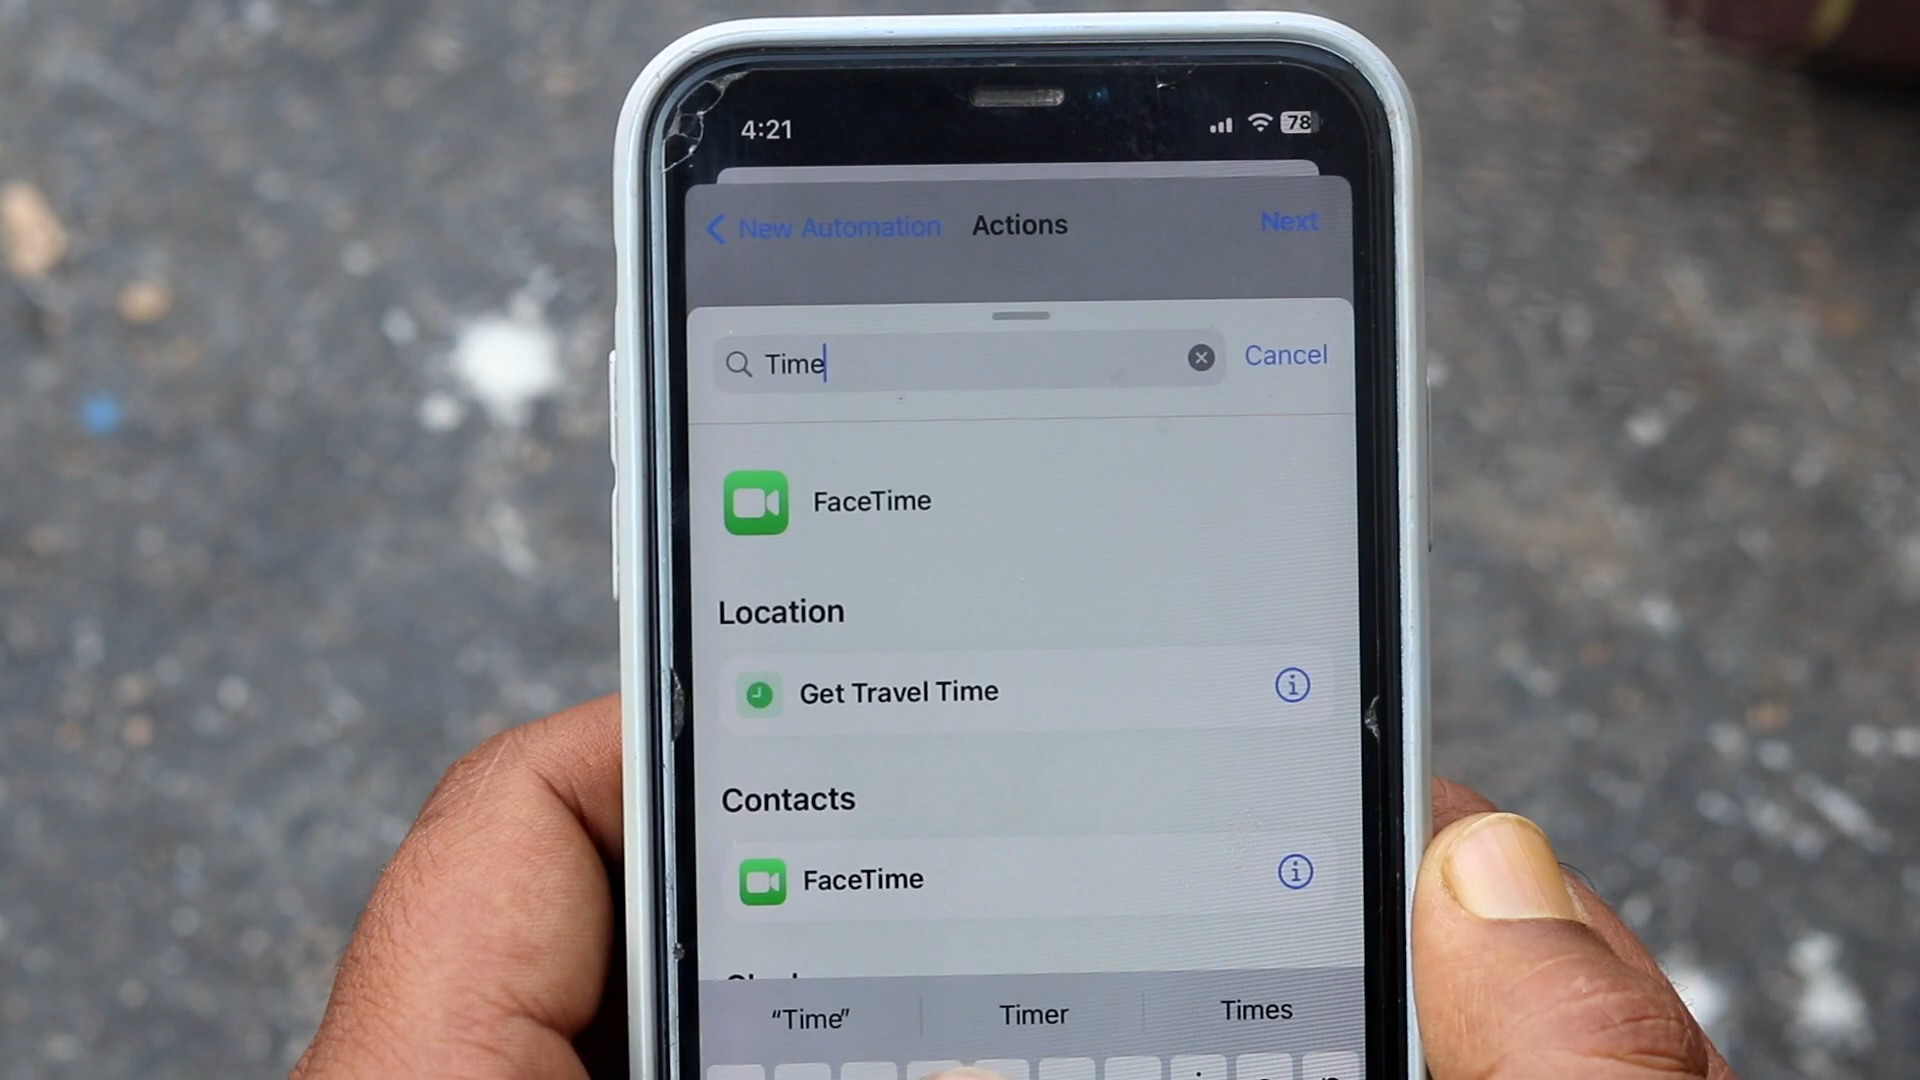 4:21
78
New Automation Actions Next
Time Cancel
FaceTime
Location
Get Travel Time
Contacts
FaceTime
"Time" Timer Times